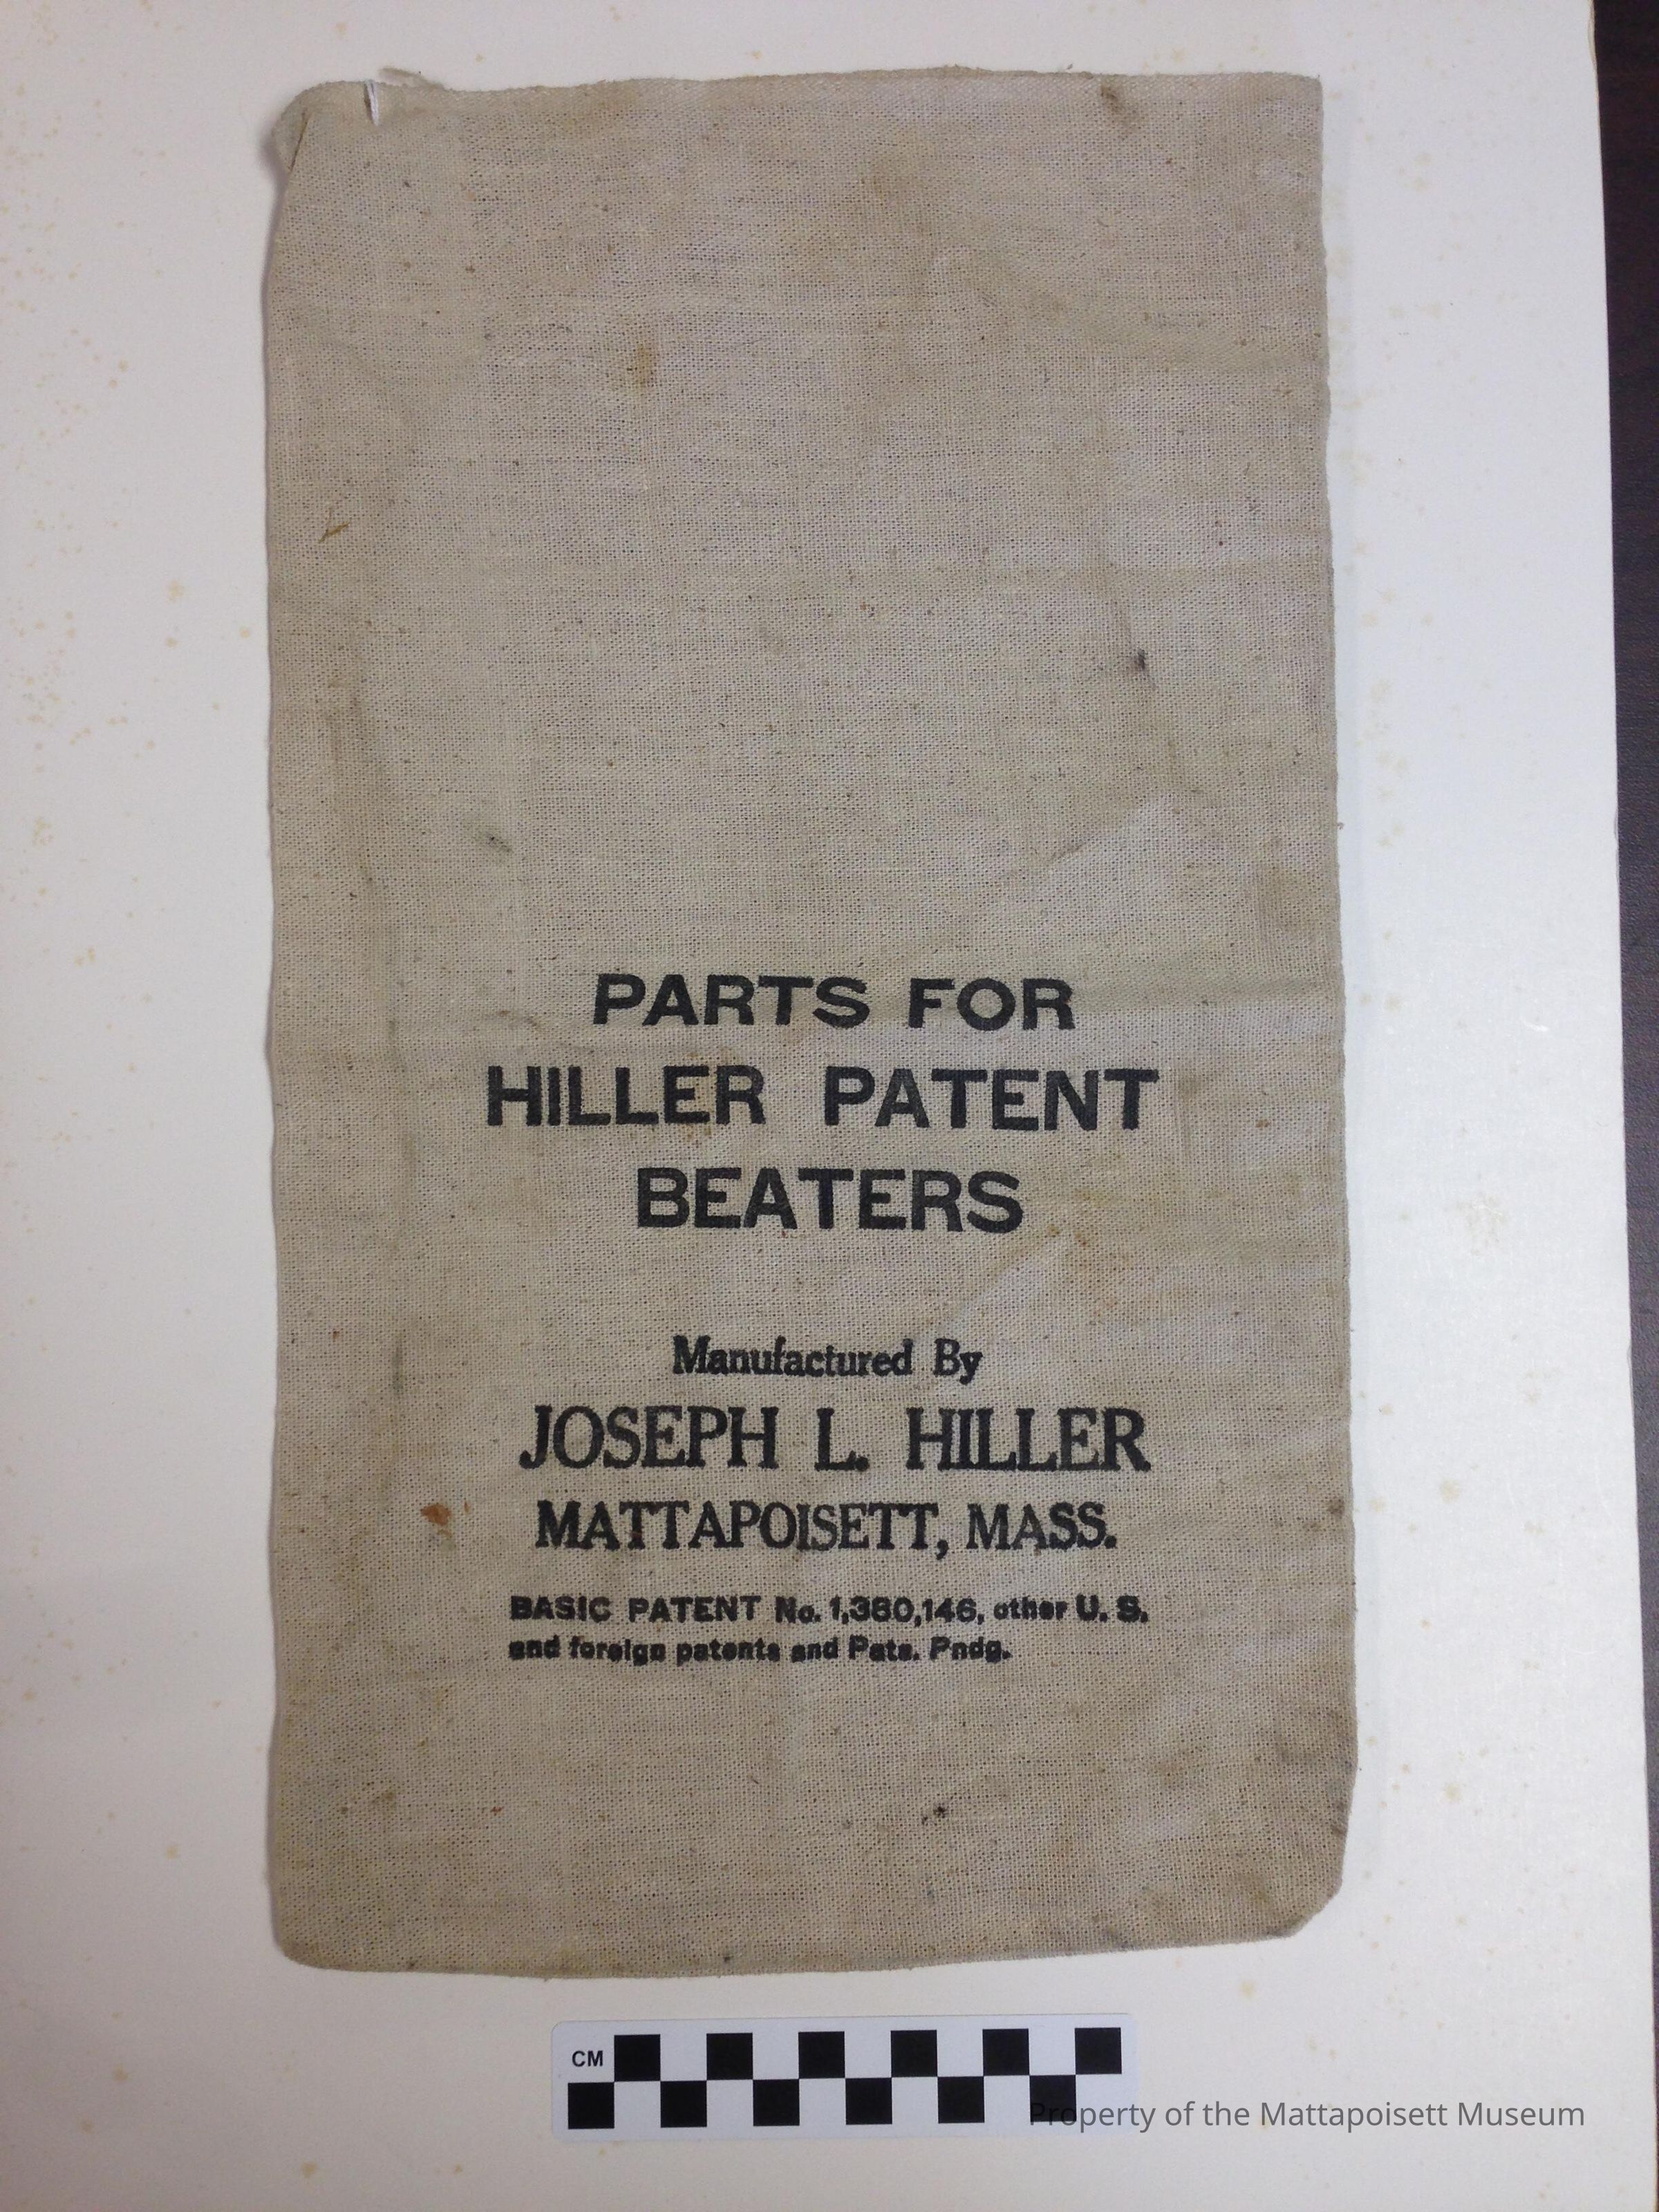 PARTS FOR
HILLER PATENT
BEATERS
Manufactured By
JOSEPH L. HILLER
MATTAPOISETT, MASS.
BASIC PATENT No. 1,380,146, other U. S.
and foreign patents and Pats. Pndg.
CM
Property of the Mattapoisett Museum